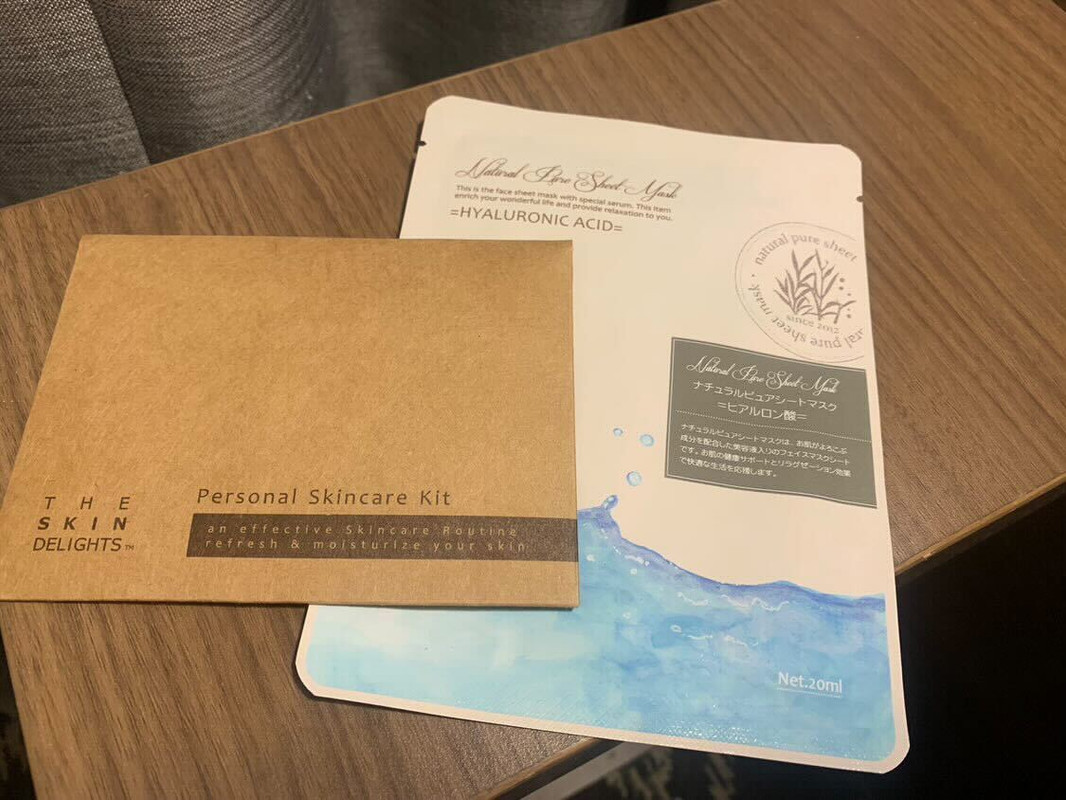 Natural Pure Sheet Mask
This is the face sheet mask with special serum. This item
enrich your wonderful life and provide relaxation to you.
=HYALURONIC ACID=
natural pure sheet
since 2012
ural pure sheet mask
Natural Pure Sheet Mask
ナチュラルピュアシートマスク
=ヒアルロン酸=
ナチュラルピュアシートマスクは、お肌がよろこぶ
成分を配合した美容液入りのフェイスマスクシート
です。お肌の健康サポートとリラグゼーション効果
で快適な生活を応援します。
Net.20ml
THE
SKIN
DELIGHTS™
Personal Skincare Kit
an effective Skincare Routine
refresh & moisturize your skin